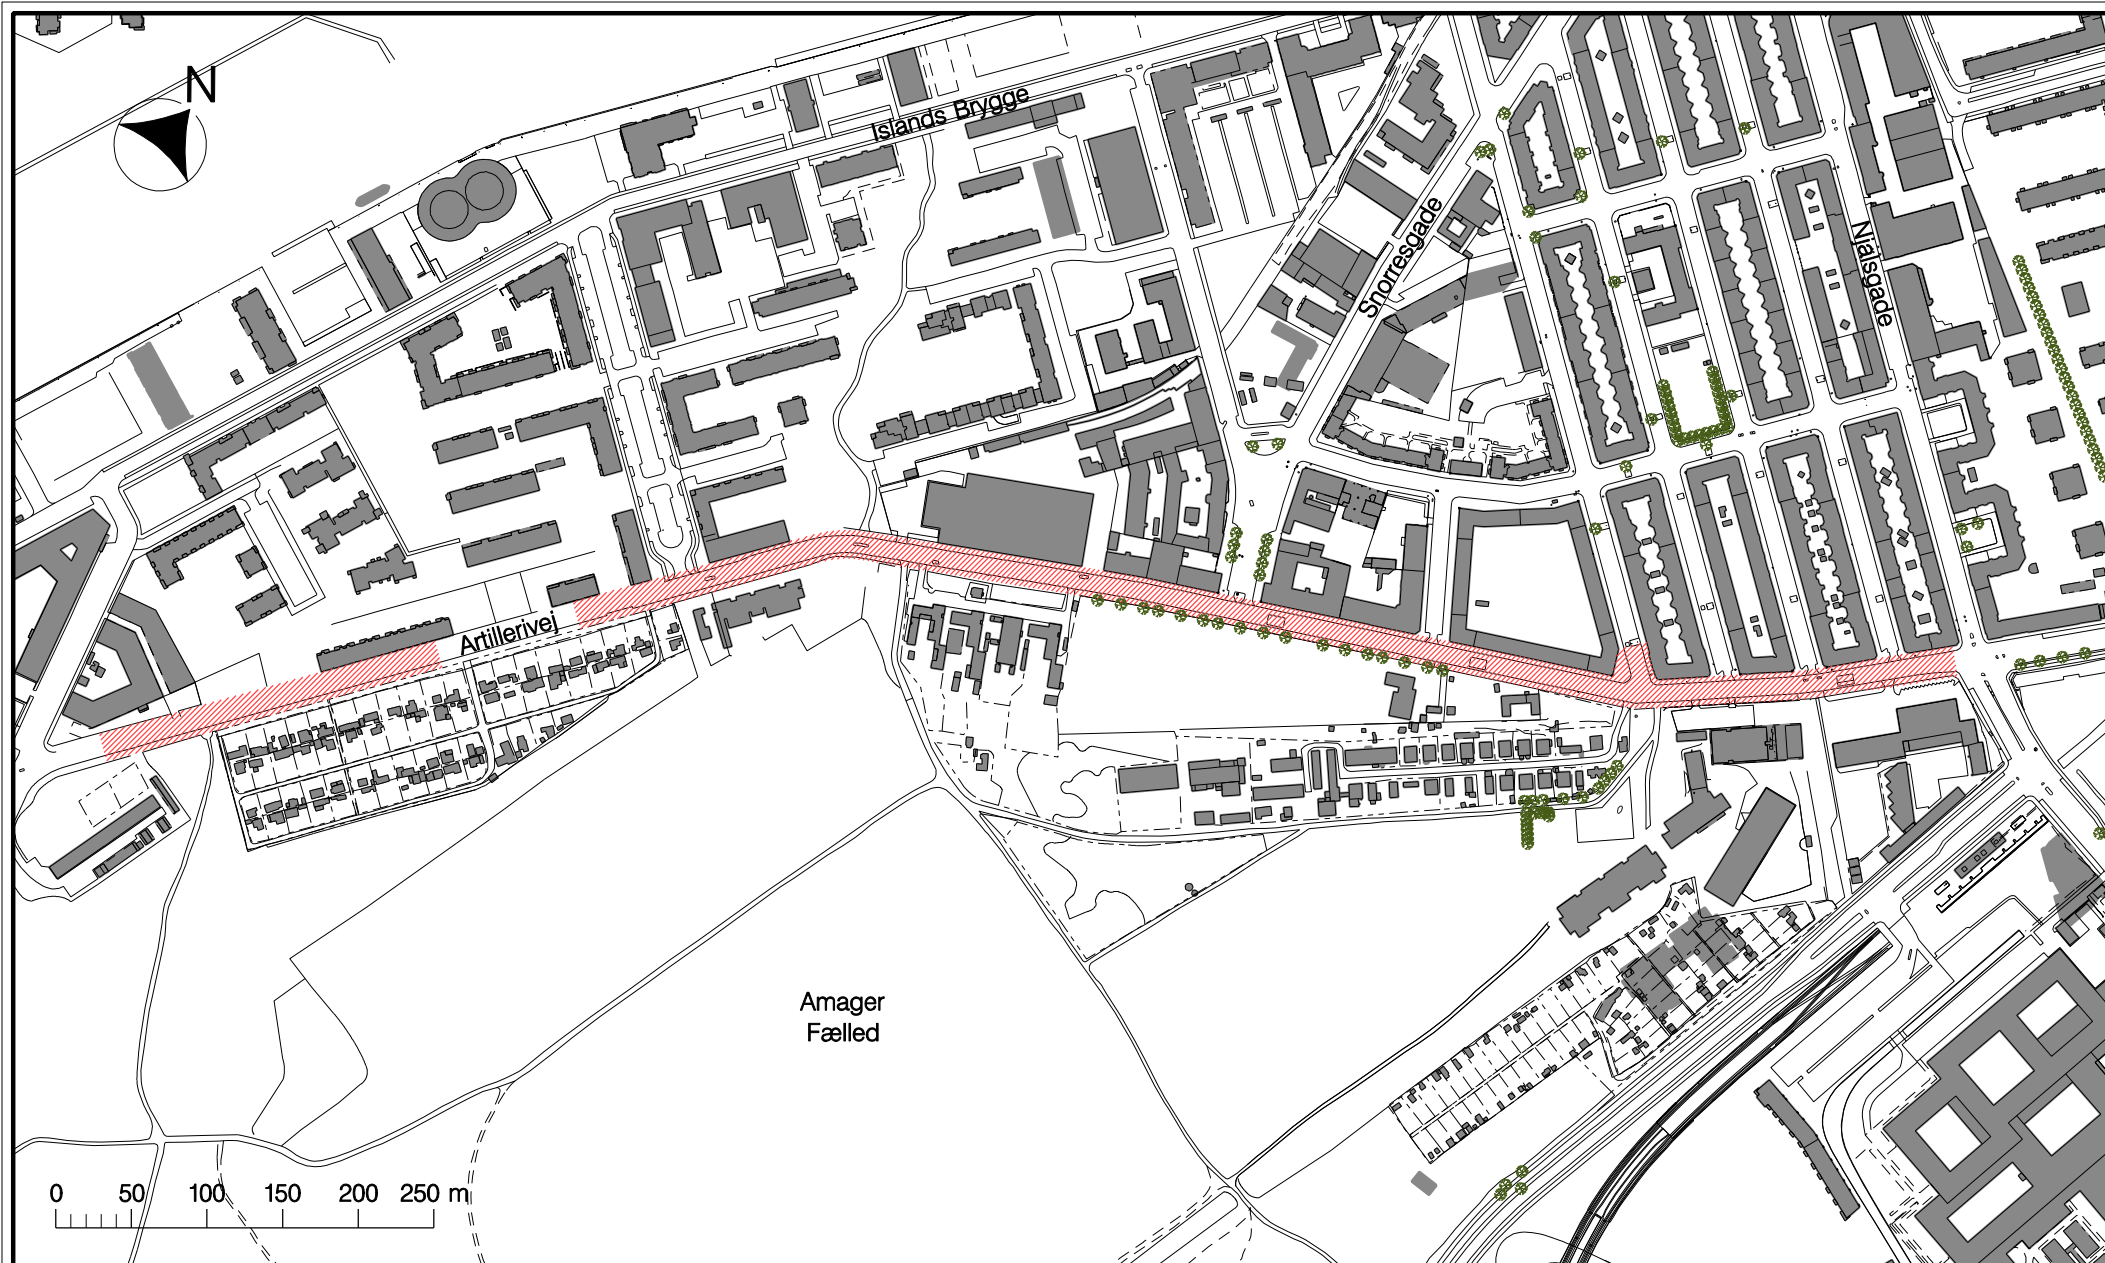 N
Islands Brygge
Snorresgade
Njalsgade
Artillerivej
Amager
Fælled
0 50 100 150 200 250 m